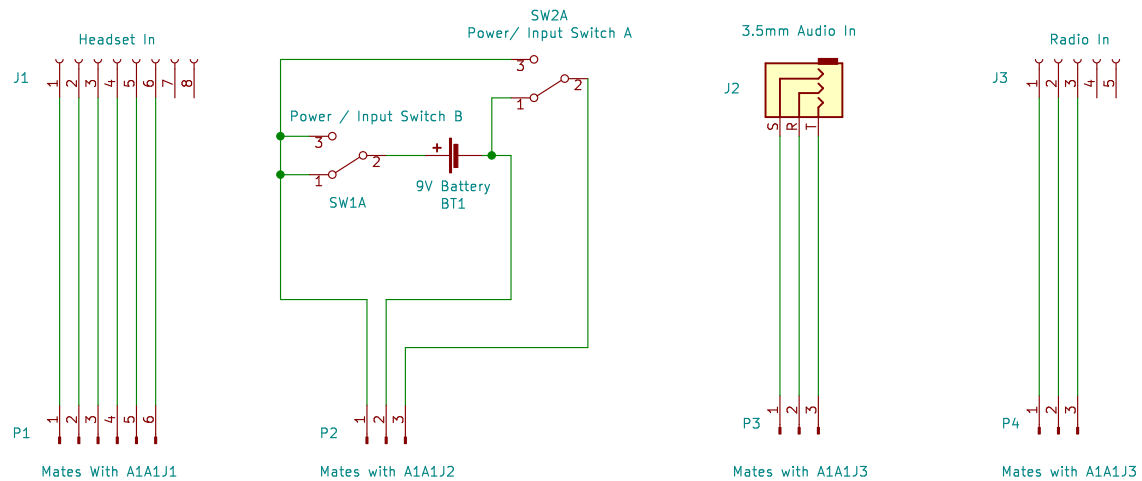 Headset In
J1
1 2 3 4 5 6 7 8
P1
1 2 3 4 5 6
Mates With A1A1J1
SW2A
Power/ Input Switch A
3
2
1
Power / Input Switch B
3
2
1
SW1A
+
9V Battery
BT1
P2
1 2 3
Mates with A1A1J2
3.5mm Audio In
J2
S R T
P3
1 2 3
Mates with A1A1J3
Radio In
J3
1 2 3 4 5
P4
1 2 3
Mates with A1A1J3